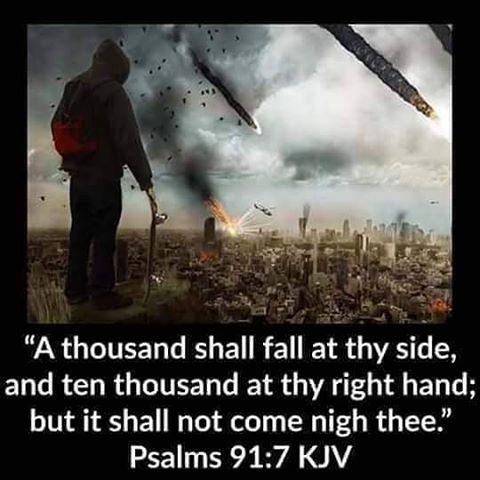 “A thousand shall fall at thy side,
and ten thousand at thy right hand;
but it shall not come nigh thee.”
Psalms 91:7 KJV